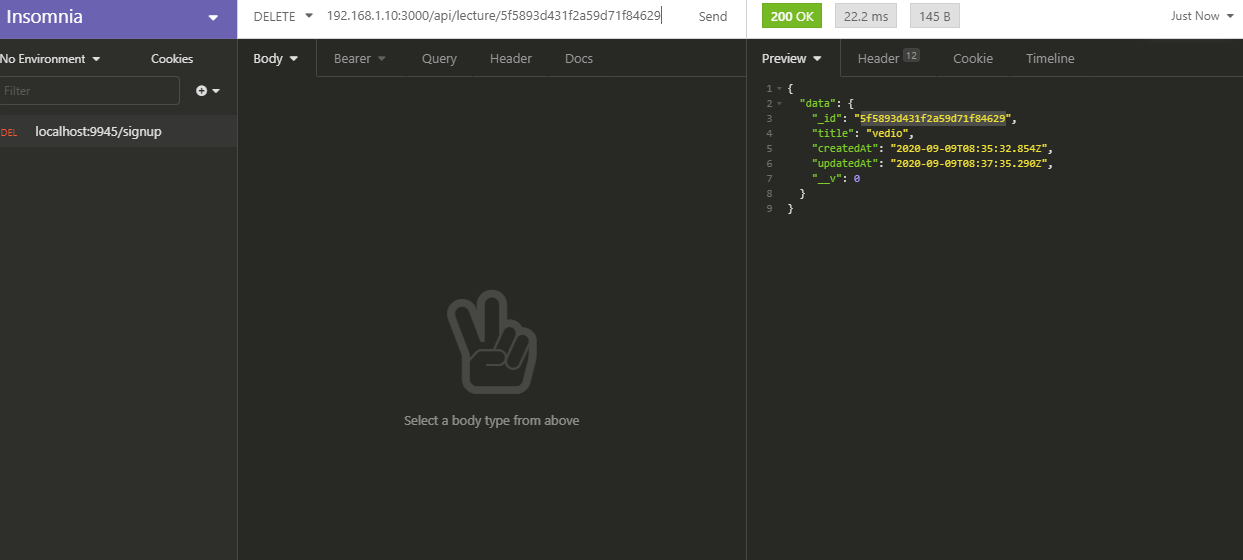 Insomnia
DELETE 192.168.1.10:3000/api/lecture/5f5893d431f2a59d71f84629 Send
200 OK 22.2 ms 145 B Just Now
No Environment Cookies
Body Bearer Query Header Docs
Preview Header 12 Cookie Timeline
Filter
DEL localhost:9945/signup
1 {
2 "data": {
3 "_id": "5f5893d431f2a59d71f84629",
4 "title": "vedio",
5 "createdAt": "2020-09-09T08:35:32.854Z",
6 "updatedAt": "2020-09-09T08:37:35.290Z",
7 "__v": 0
8 }
9 }
Select a body type from above